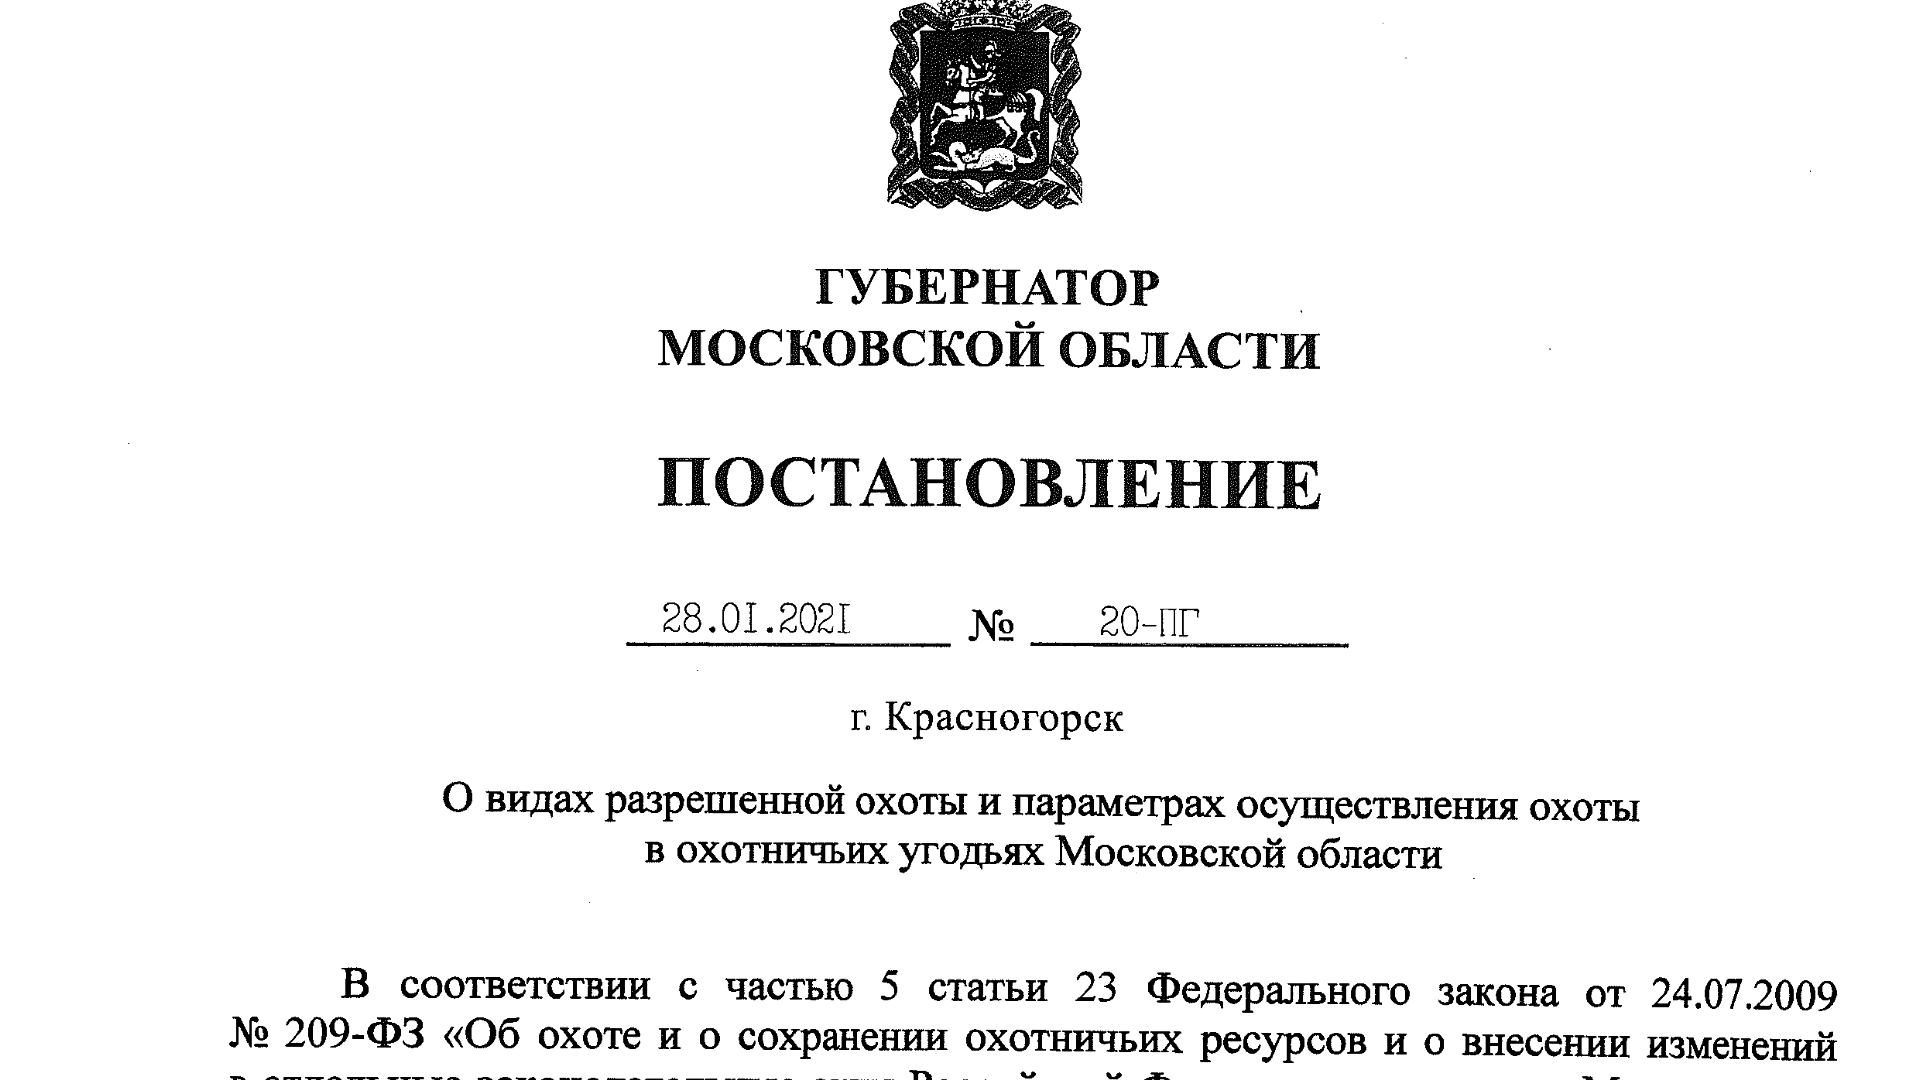 ГУБЕРНАТОР
МОСКОВСКОЙ ОБЛАСТИ
ПОСТАНОВЛЕНИЕ
28.01.2021 № 20-ПГ
г. Красногорск
О видах разрешенной охоты и параметрах осуществления охоты
в охотничьих угодьях Московской области
В соответствии с частью 5 статьи 23 Федерального закона от 24.07.2009
№ 209-ФЗ «Об охоте и о сохранении охотничьих ресурсов и о внесении изменений